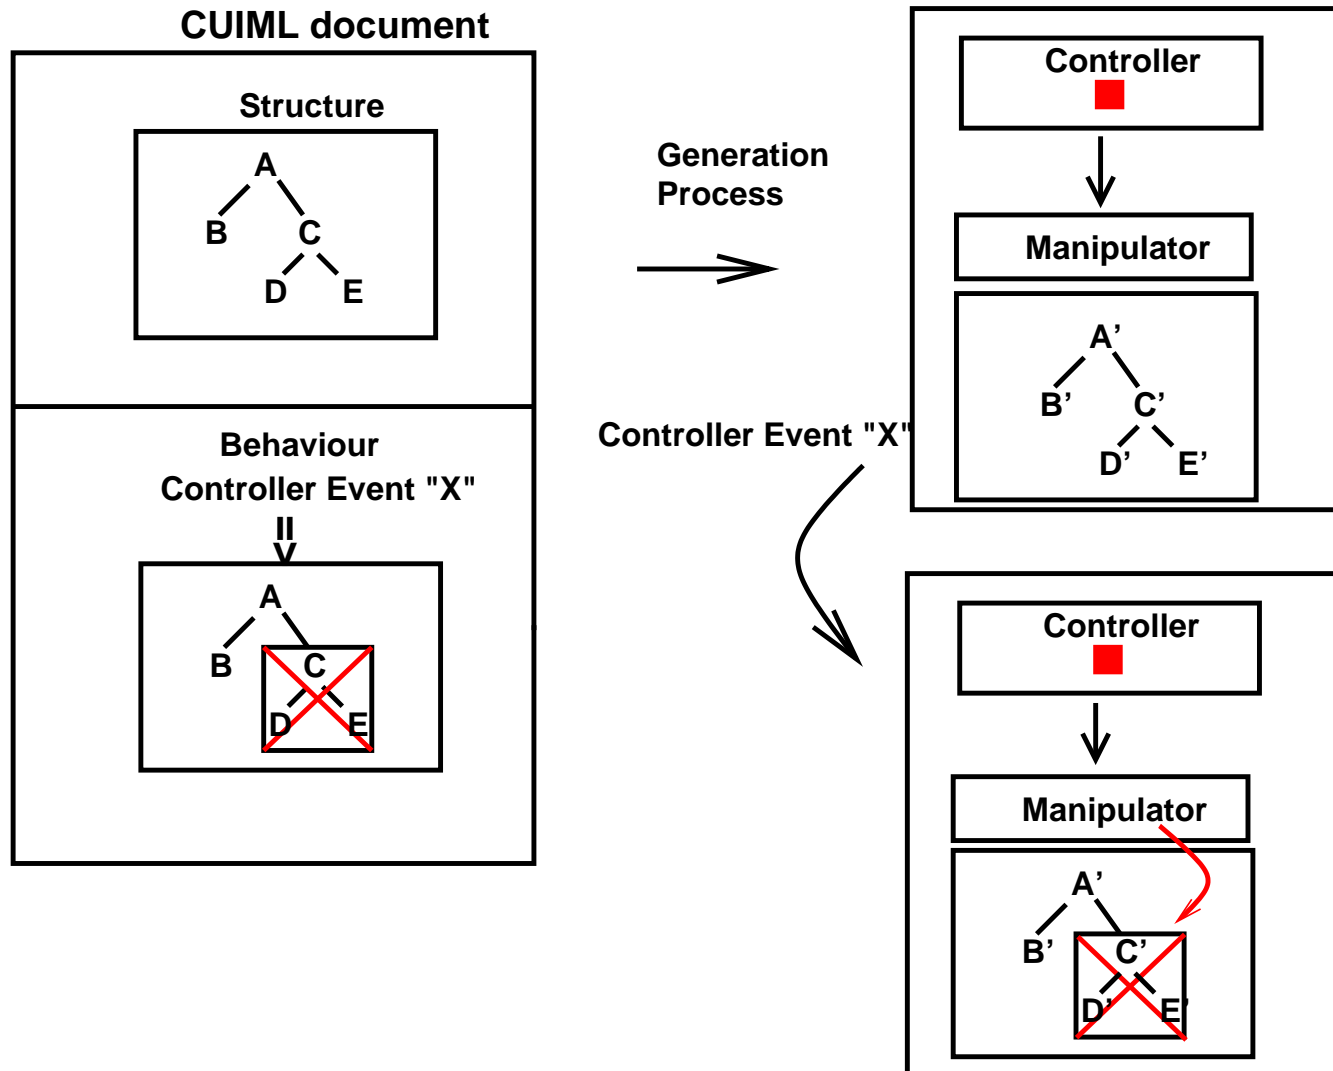 CUIML document
Structure
A
B
C
D
E
Behaviour
Controller Event "X"
=>
A
B
C
D
E
Generation
Process
Controller Event "X"
Controller
Manipulator
A’
B’
C’
D’
E’
Controller
Manipulator
A’
B’
C’
D’
E’